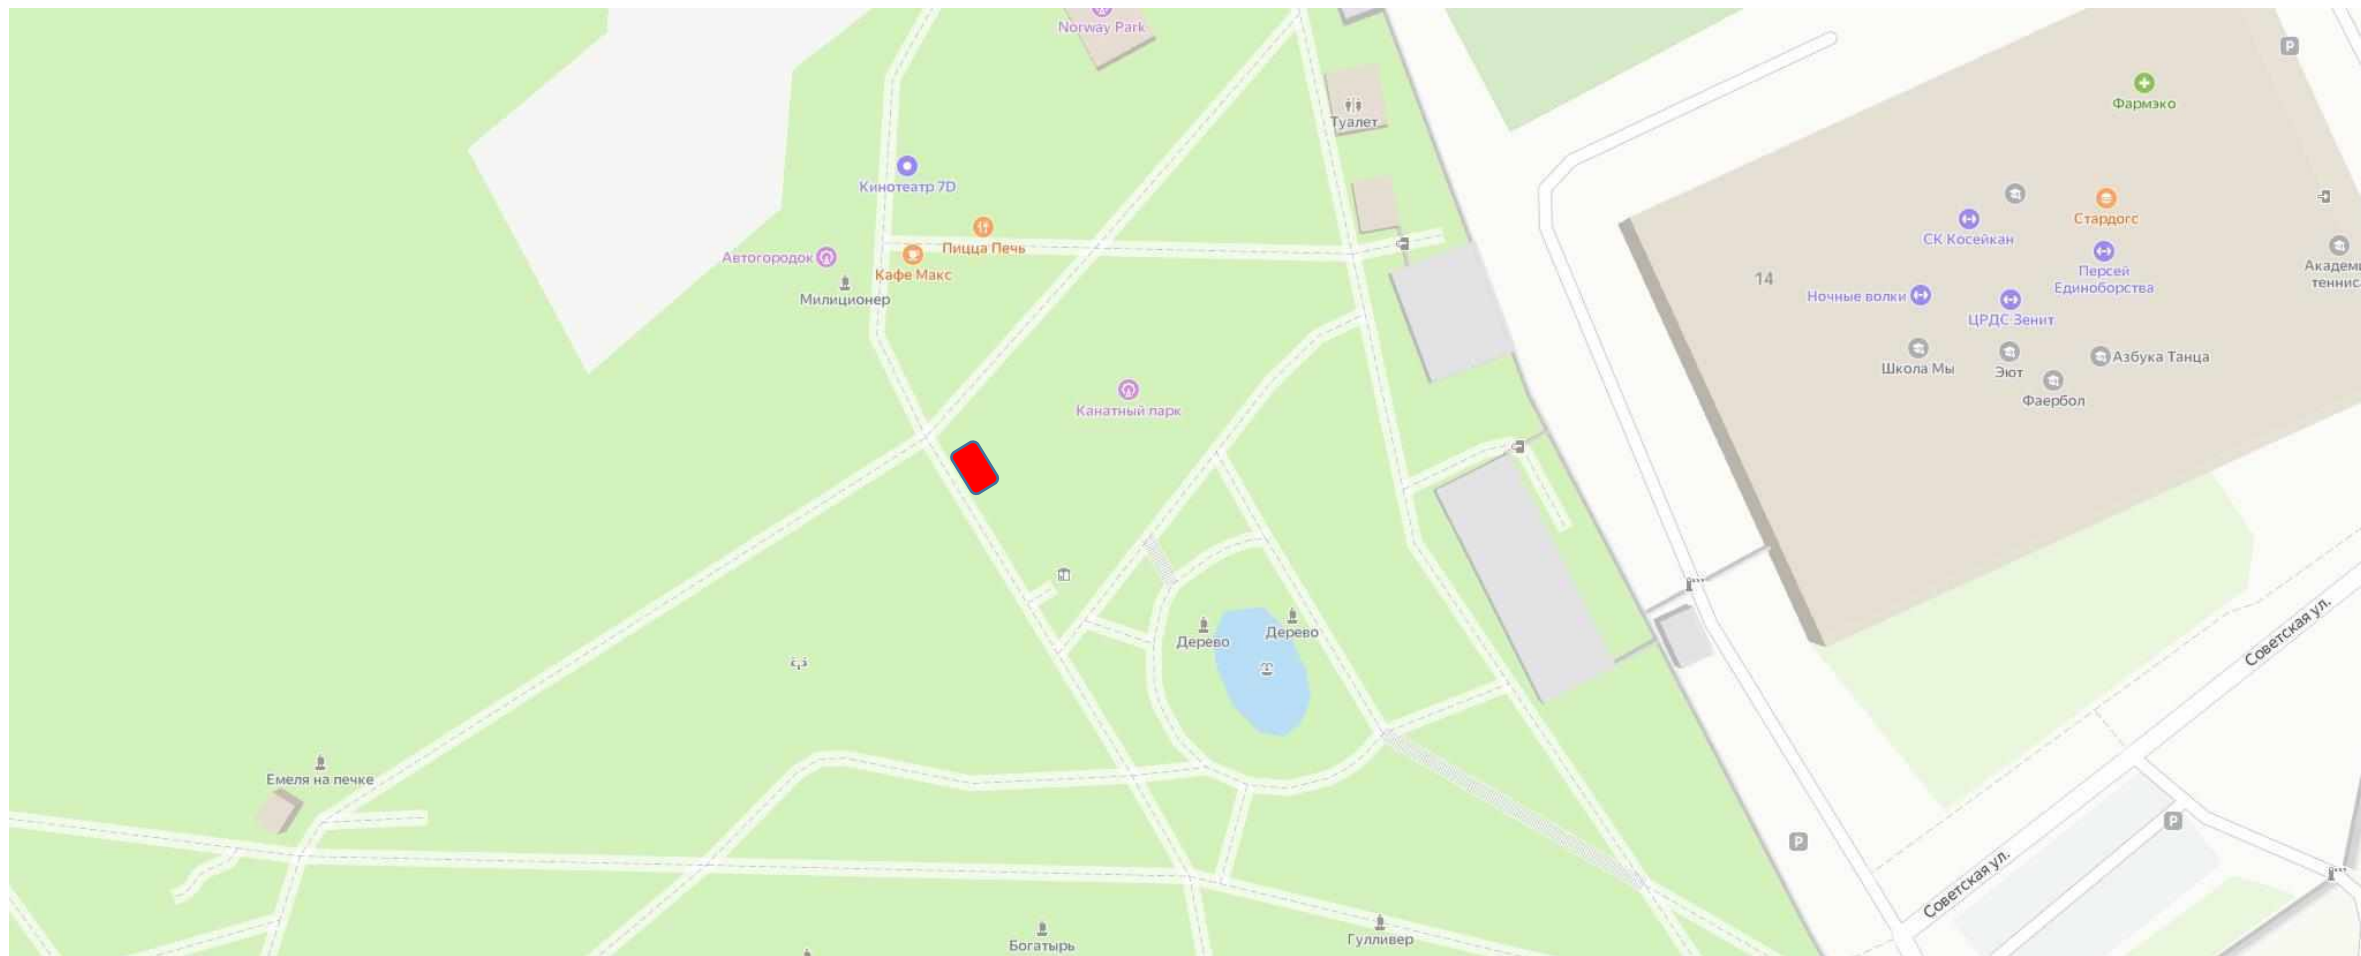 Norway Park
Туалет
Фармэко
Кинотеатр 7D
Пицца Печь
Кафе Макс
Автогородок
Милиционер
Канатный парк
Стардогс
СК Косейкан
Персей
Единоборства
Академи
теннис
14
Ночные волки
ЦРДС Зенит
Школа Мы
Эют
Азбука Танца
Фаербол
Дерево
Дерево
Емеля на печке
Богатырь
Гулливер
Советская ул.
Советская ул.
P
P
P